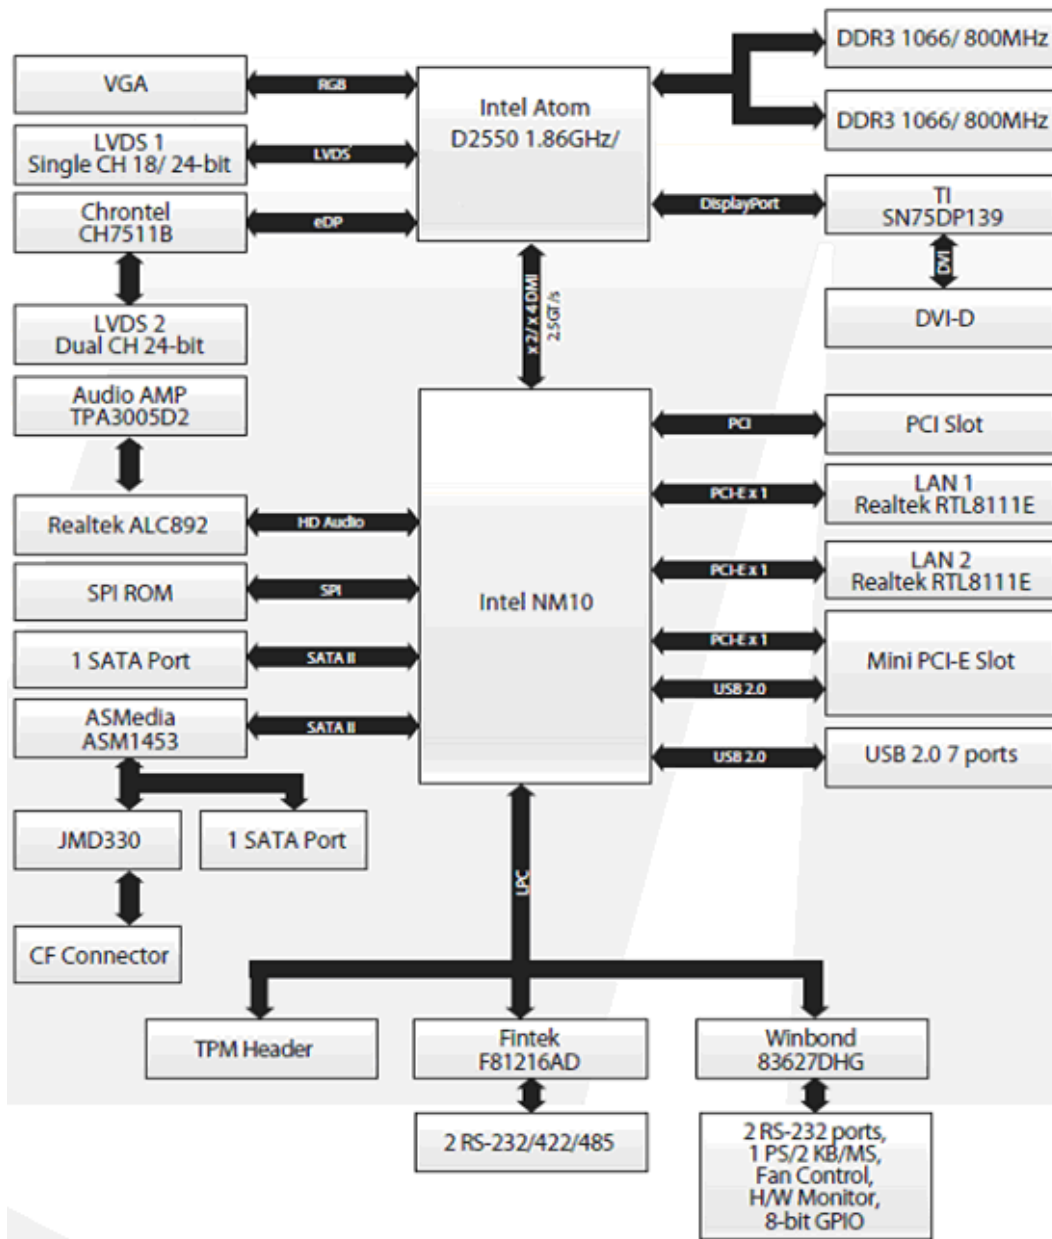 DDR3 1066/ 800MHz
VGA
RGB
Intel Atom
D2550 1.86GHz/
DDR3 1066/ 800MHz
LVDS 1
Single CH 18/ 24-bit
LVDS
Chrontel
CH7511B
eDP
DisplayPort
TI
SN75DP139
DVI
x 2/ X 4 DMI
2.5GT/s
LVDS 2
Dual CH 24-bit
DVI-D
Audio AMP
TPA3005D2
PCI
PCI Slot
PCI-E x 1
LAN 1
Realtek RTL8111E
Realtek ALC892
HD Audio
PCI-E x 1
LAN 2
Realtek RTL8111E
SPI ROM
SPI
Intel NM10
1 SATA Port
SATA II
PCI-E x 1
USB 2.0
Mini PCI-E Slot
ASMedia
ASM1453
SATA II
USB 2.0
USB 2.0 7 ports
JMD330
1 SATA Port
LPC
CF Connector
TPM Header
Fintek
F81216AD
Winbond
83627DHG
2 RS-232/422/485
2 RS-232 ports,
1 PS/2 KB/MS,
Fan Control,
H/W Monitor,
8-bit GPIO